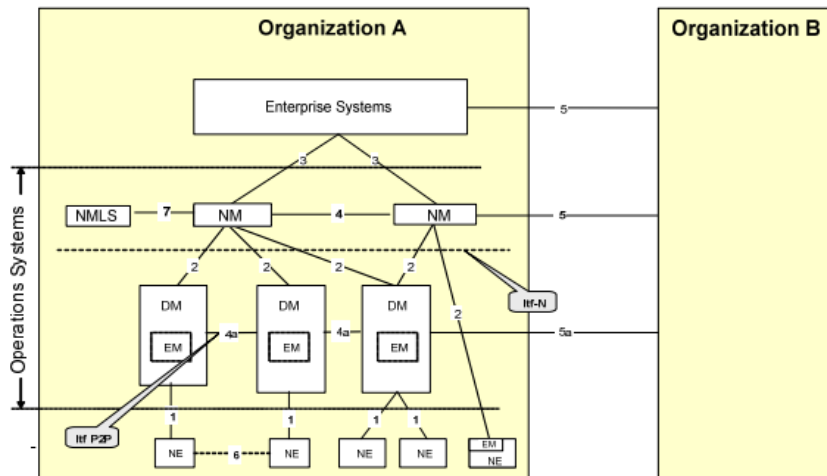 Organization A
Organization B
Enterprise Systems
5
3
3
Operations Systems
NMLS
7
NM
4
NM
5
2
2
2
2
Itf-N
DM
DM
DM
2
EM
4a
EM
4a
EM
5a
1
1
1
1
Itf P2P
NE
6
NE
NE
NE
EM
NE